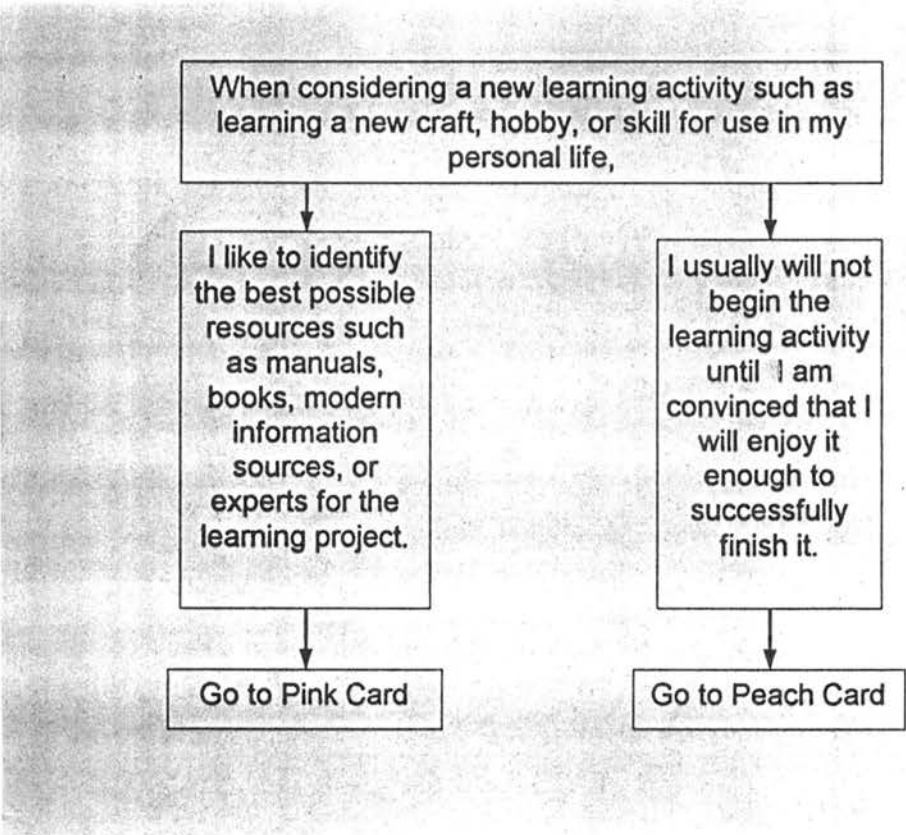 When considering a new learning activity such as
learning a new craft, hobby, or skill for use in my
personal life,
I like to identify
the best possible
resources such
as manuals,
books, modern
information
sources, or
experts for the
learning project.
I usually will not
begin the
learning activity
until I am
convinced that I
will enjoy it
enough to
successfully
finish it.
Go to Pink Card
Go to Peach Card